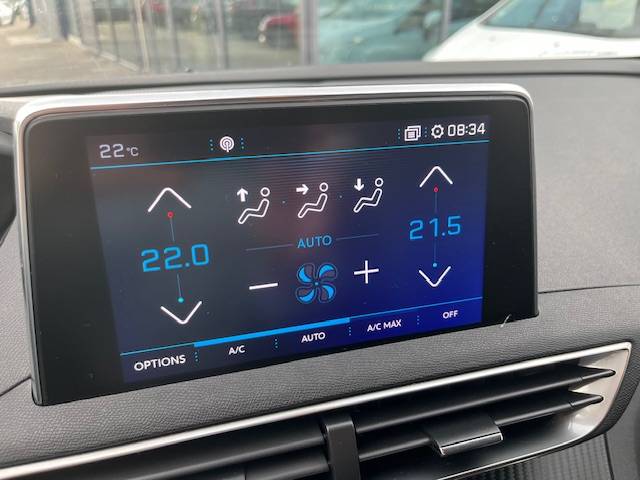 22°C 08:34
22.0 21.5
AUTO
− +
OPTIONS A/C AUTO A/C MAX OFF